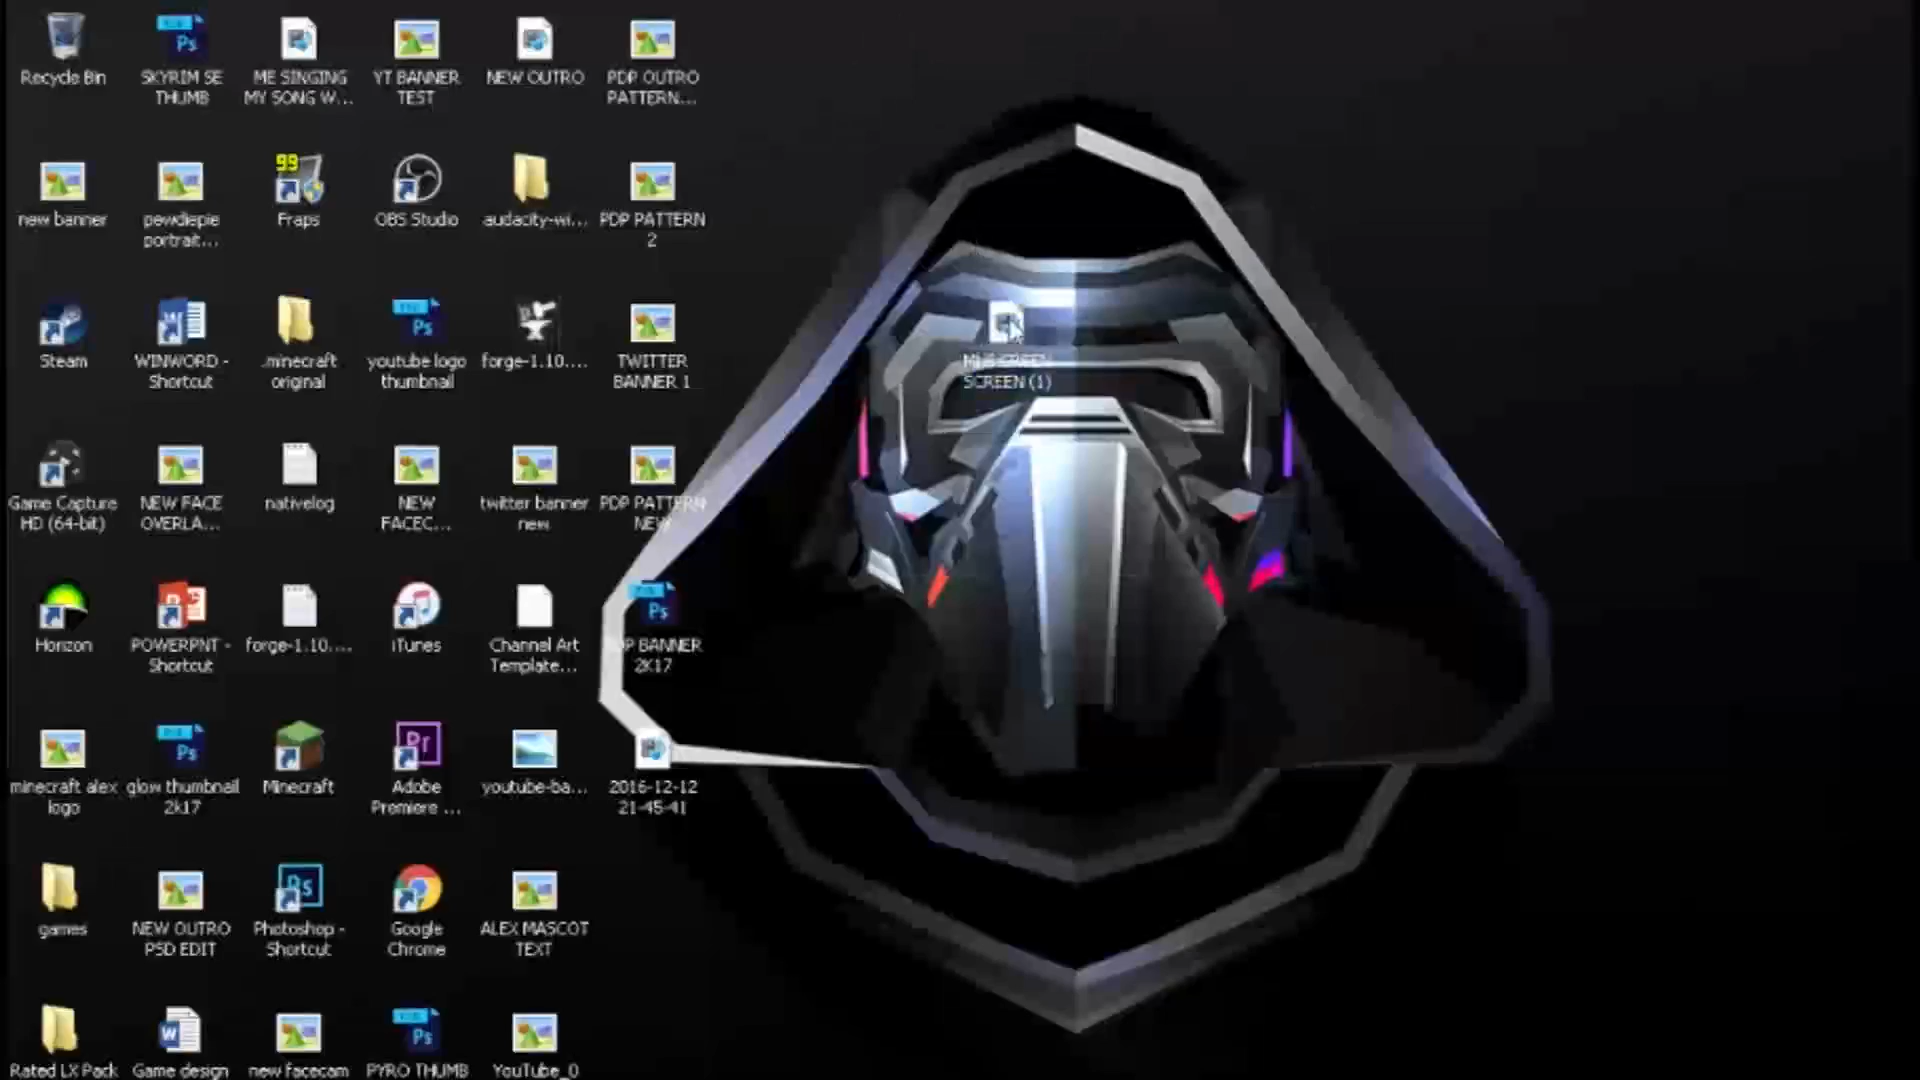 Recycle Bin
SKYRIM SE
THUMB
ME SINGING
MY SONG W...
YT BANNER
TEST
NEW OUTRO
PDP OUTRO
PATTERN...
new banner
pewdiepie
portrait...
99
Fraps
OBS Studio
audacity-wi...
PDP PATTERN
2
Steam
WINWORD -
Shortcut
.minecraft
original
youtube logo
thumbnail
forge-1.10....
TWITTER
BANNER 1
SCREEN (1)
Game Capture
HD (64-bit)
NEW FACE
OVERLA...
nativelog
NEW
FACEC...
twitter banner
new
PDP PATTERN
NEW
Horizon
POWERPNT -
Shortcut
forge-1.10....
iTunes
Channel Art
Template...
PDP BANNER
2K17
minecraft alex
logo
glow thumbnail
2k17
Minecraft
Adobe
Premiere ...
youtube-ba...
2016-12-12
21-45-41
games
NEW OUTRO
PSD EDIT
Photoshop -
Shortcut
Google
Chrome
ALEX MASCOT
TEXT
Rated LX Pack
Game design
new facecam
PYRO THUMB
YouTube_0